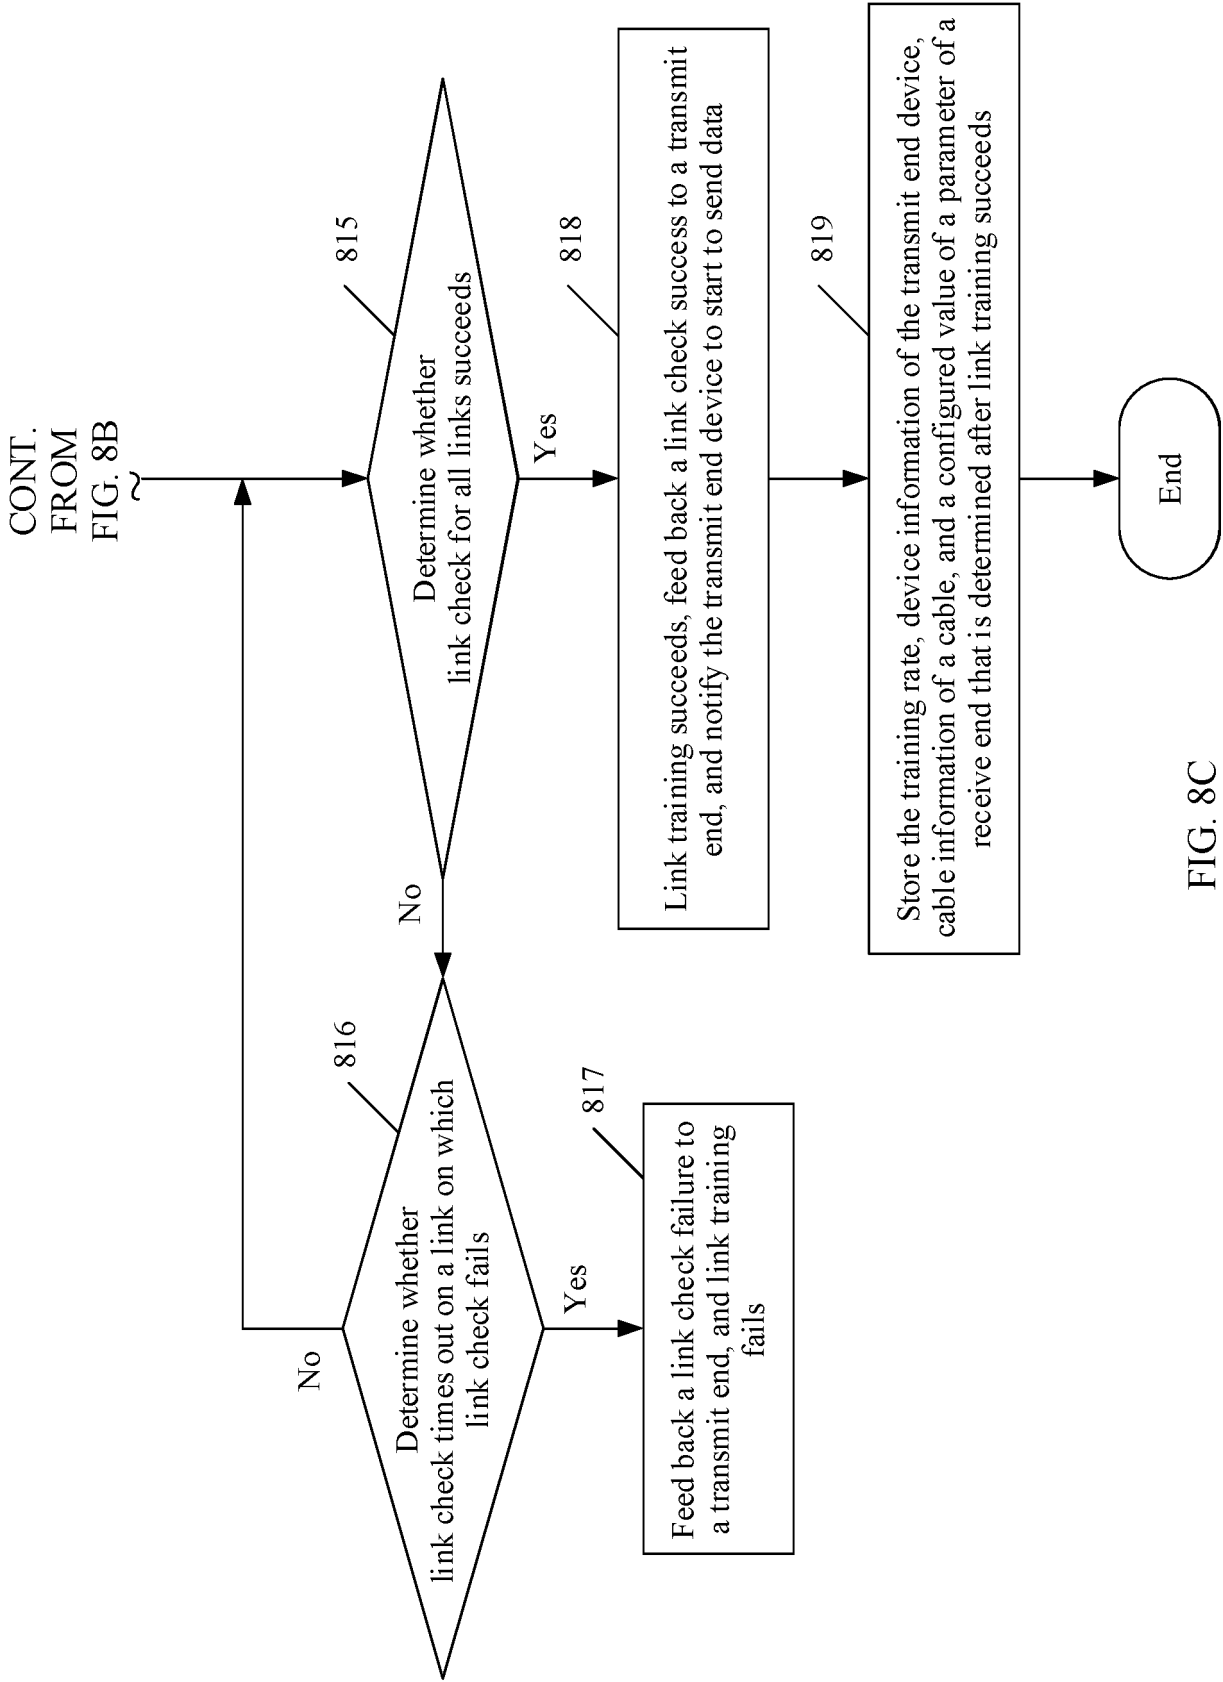 CONT.
FROM
FIG. 8B
815
Determine whether
link check for all links succeeds
No
Yes
816
Determine whether
link check times out on a link on which
link check fails
No
Yes
817
Feed back a link check failure to
a transmit end, and link training
fails
818
Link training succeeds, feed back a link check success to a transmit
end, and notify the transmit end device to start to send data
819
Store the training rate, device information of the transmit end device,
cable information of a cable, and a configured value of a parameter of a
receive end that is determined after link training succeeds
End
FIG. 8C